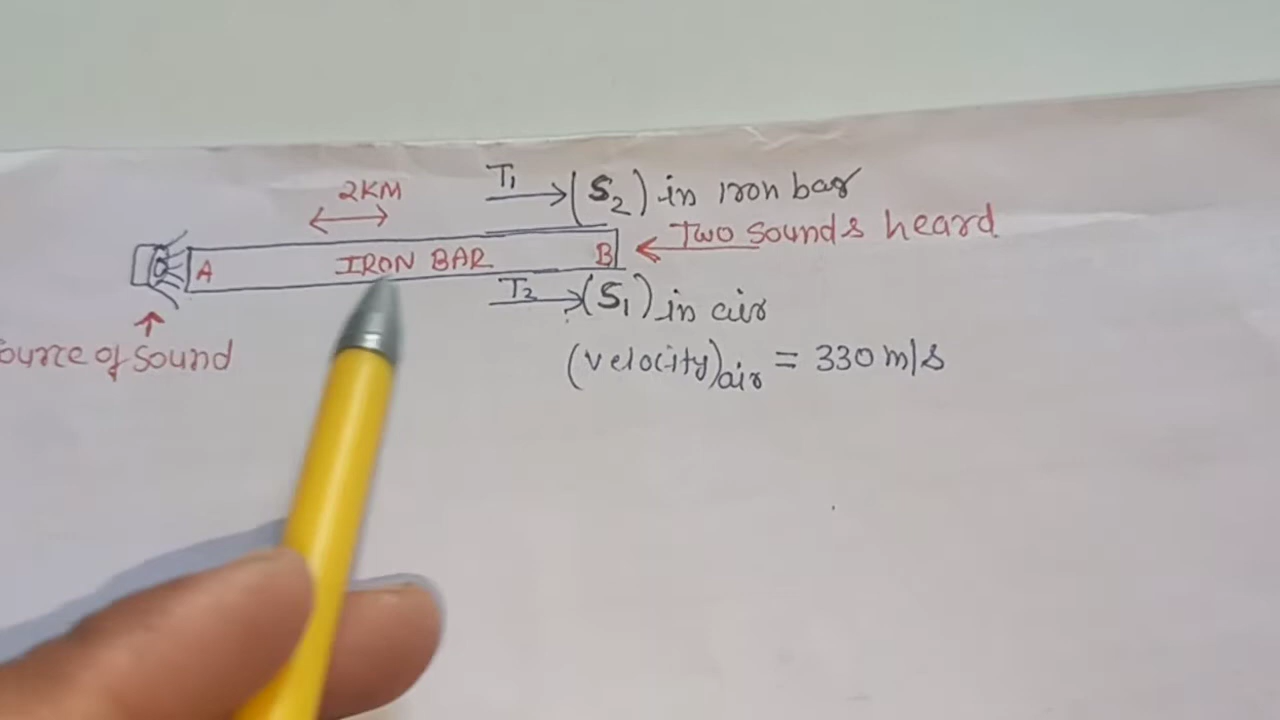 T₁ (S₂) in iron bar
2KM
Two sounds heard
A IRON BAR B
T₂ (S₁) in air
ource of sound
(velocity)air = 330 m/s